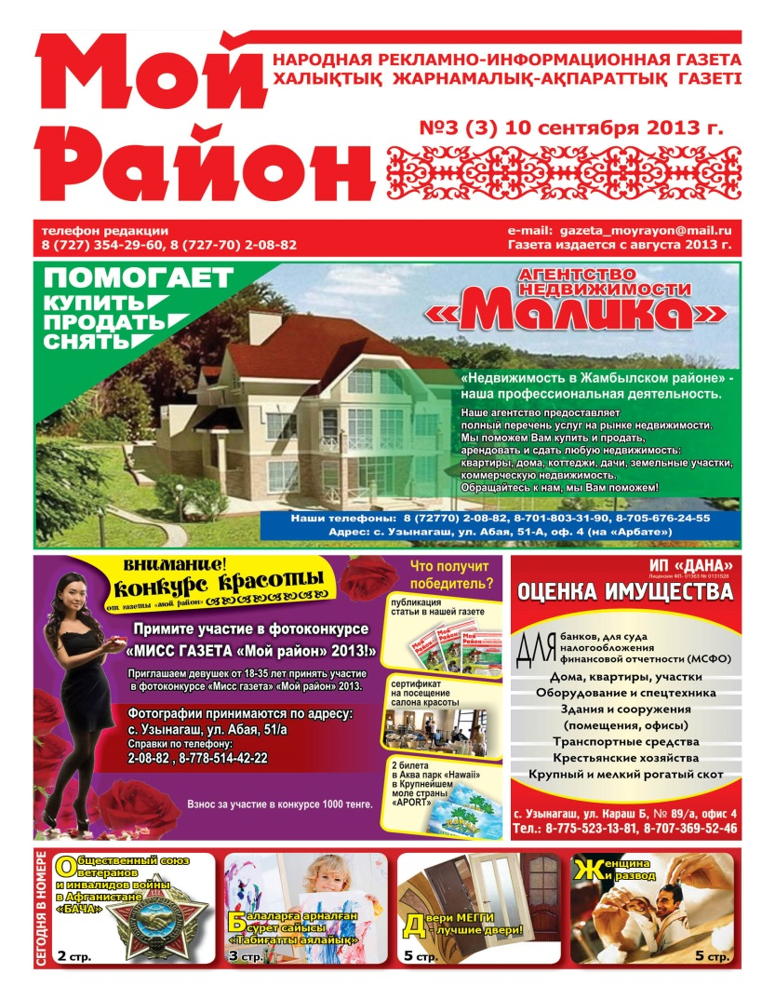 Мой
Район
НАРОДНАЯ РЕКЛАМНО-ИНФОРМАЦИОННАЯ ГАЗЕТА
ХАЛЫҚТЫҚ ЖАРНАМАЛЫҚ-АҚПАРАТТЫҚ ГАЗЕТІ
№3 (3) 10 сентября 2013 г.
телефон редакции
8 (727) 354-29-60, 8 (727-70) 2-08-82
e-mail: gazeta_moyrayon@mail.ru
Газета издается с августа 2013 г.
ПОМОГАЕТ
КУПИТЬ
ПРОДАТЬ
СНЯТЬ
АГЕНТСТВО
НЕДВИЖИМОСТИ
«Малика»
«Недвижимость в Жамбылском районе» -
наша профессиональная деятельность.
Наше агентство предоставляет
полный перечень услуг на рынке недвижимости.
Мы поможем Вам купить и продать,
арендовать и сдать любую недвижимость:
квартиры, дома, коттеджи, дачи, земельные участки,
коммерческую недвижимость.
Обращайтесь к нам, мы Вам поможем!
Наши телефоны: 8 (72770) 2-08-82, 8-701-803-31-90, 8-705-676-24-55
Адрес: с. Узынагаш, ул. Абая, 51-А, оф. 4 (на «Арбате»)
внимание!
конкурс красоты
от газеты «мой район»
Примите участие в фотоконкурсе
«МИСС ГАЗЕТА «Мой район» 2013!»
Приглашаем девушек от 18-35 лет принять участие
в фотоконкурсе «Мисс газета» «Мой район» 2013.
Фотографии принимаются по адресу:
с. Узынагаш, ул. Абая, 51/а
Справки по телефону:
2-08-82 , 8-778-514-42-22
Взнос за участие в конкурсе 1000 тенге.
Что получит
победитель?
публикация
статьи в нашей газете
Мой
Район
сертификат
на посещение
салона красоты
2 билета
в Аква парк «Hawaii»
в Крупнейшем
моле страны
«APORT»
ИП «ДАНА»
Лицензия ФП- 01363 № 0131528
ОЦЕНКА ИМУЩЕСТВА
ДЛЯ
банков, для суда
налогообложения
финансовой отчетности (МСФО)
Дома, квартиры, участки
Оборудование и спецтехника
Здания и сооружения
(помещения, офисы)
Транспортные средства
Крестьянские хозяйства
Крупный и мелкий рогатый скот
с. Узынагаш, ул. Караш Б, № 89/а, офис 4
Тел.: 8-775-523-13-81, 8-707-369-52-46
СЕГОДНЯ В НОМЕРЕ
Общественный союз
ветеранов
и инвалидов войны
в Афганистане
«БАЧА»
2 стр.
Балаларға арналған
сурет сайысы
«Табиғатты аялайық»
3 стр.
Двери МЕГГИ
- лучшие двери!
5 стр.
Женщина
и развод
5 стр.